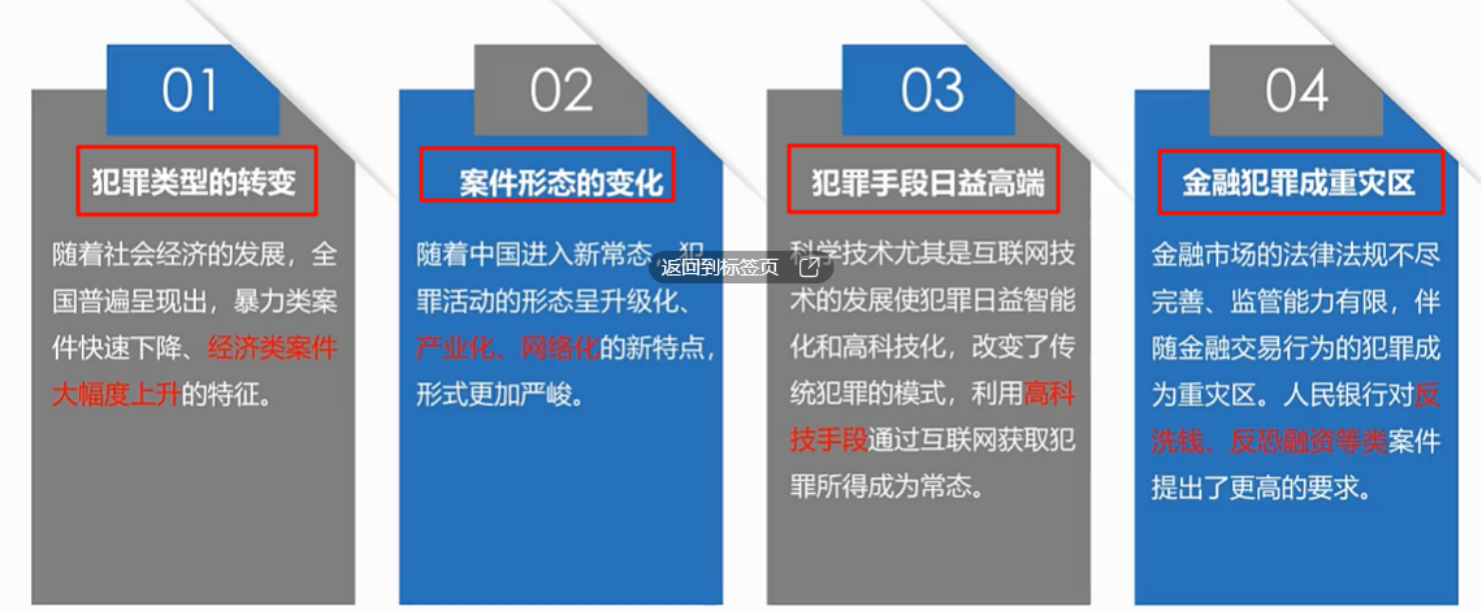 01
犯罪类型的转变
随着社会经济的发展，全
国普遍呈现出，暴力类案
件快速下降、经济类案件
大幅度上升的特征。
02
案件形态的变化
随着中国进入新常态，犯
罪活动的形态呈升级化、
产业化、网络化的新特点，
形式更加严峻。
返回到标签页
03
犯罪手段日益高端
科学技术尤其是互联网技
术的发展使犯罪日益智能
化和高科技化，改变了传
统犯罪的模式，利用高科
技手段通过互联网获取犯
罪所得成为常态。
04
金融犯罪成重灾区
金融市场的法律法规不尽
完善、监管能力有限，伴
随金融交易行为的犯罪成
为重灾区。人民银行对反
洗钱、反恐融资等类案件
提出了更高的要求。